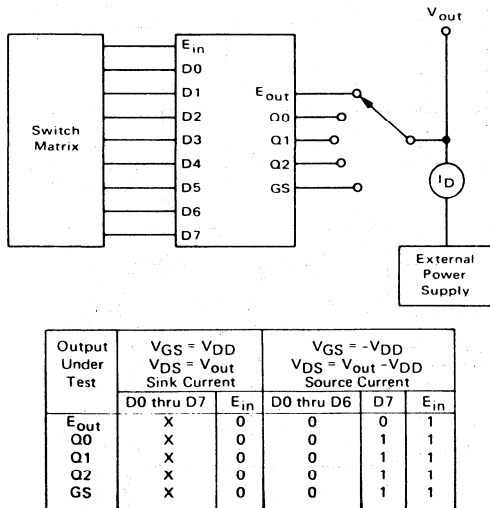 Vout
Ein
D0
D1
D2
D3
D4
D5
D6
D7
Switch
Matrix
Eout
Q0
Q1
Q2
GS
ID
External
Power
Supply
Output
Under
Test
VGS = VDD
VDS = Vout
Sink Current
VGS = -VDD
VDS = Vout -VDD
Source Current
D0 thru D7 Ein D0 thru D6 D7 Ein
Eout X 0 0 0 1
Q0 X 0 0 1 1
Q1 X 0 0 1 1
Q2 X 0 0 1 1
GS X 0 0 1 1